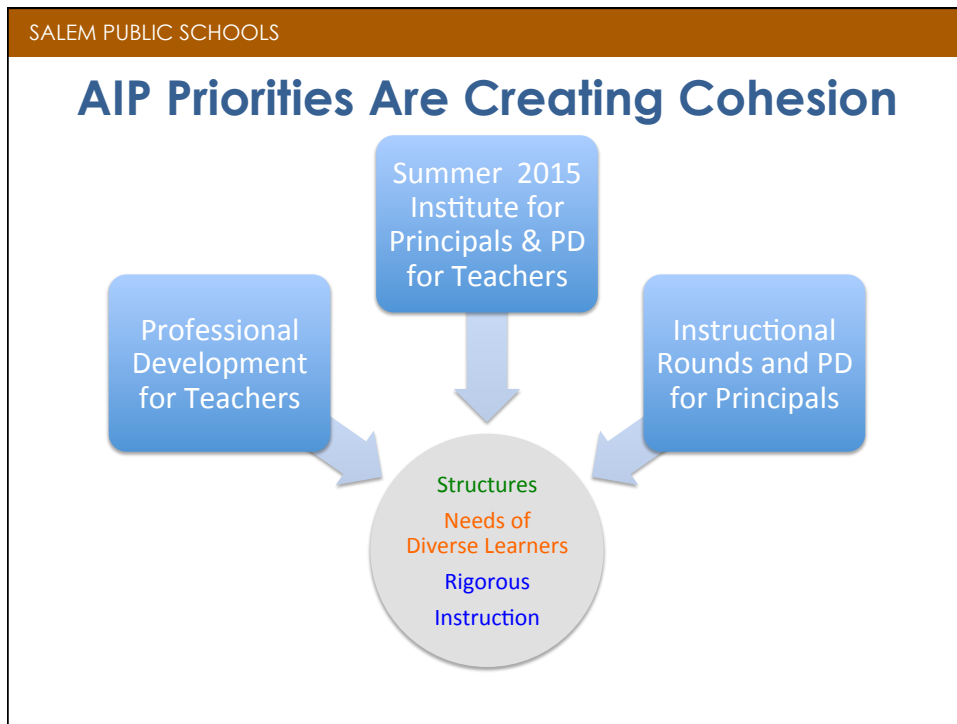 SALEM PUBLIC SCHOOLS
AIP Priorities Are Creating Cohesion
Summer 2015
Institute for
Principals & PD
for Teachers
Professional
Development
for Teachers
Instructional
Rounds and PD
for Principals
Structures
Needs of
Diverse Learners
Rigorous
Instruction